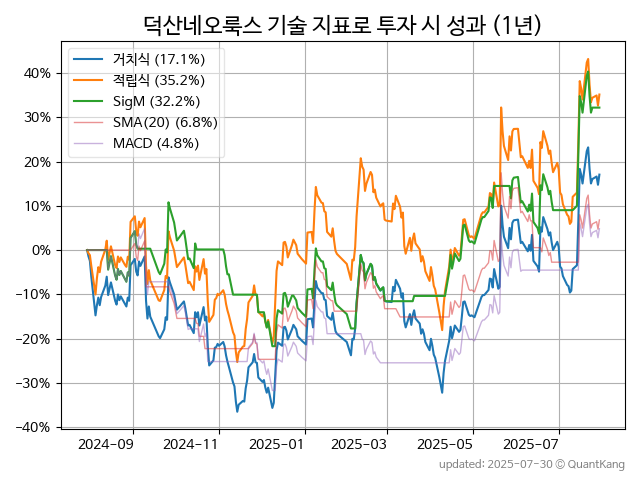 덕산네오룩스 기술 지표로 투자 시 성과 (1년)
거치식 (17.1%)
적립식 (35.2%)
SigM (32.2%)
SMA(20) (6.8%)
MACD (4.8%)
40%
30%
20%
10%
0%
−10%
−20%
−30%
−40%
2024-09
2024-11
2025-01
2025-03
2025-05
2025-07
updated: 2025-07-30 © QuantKang